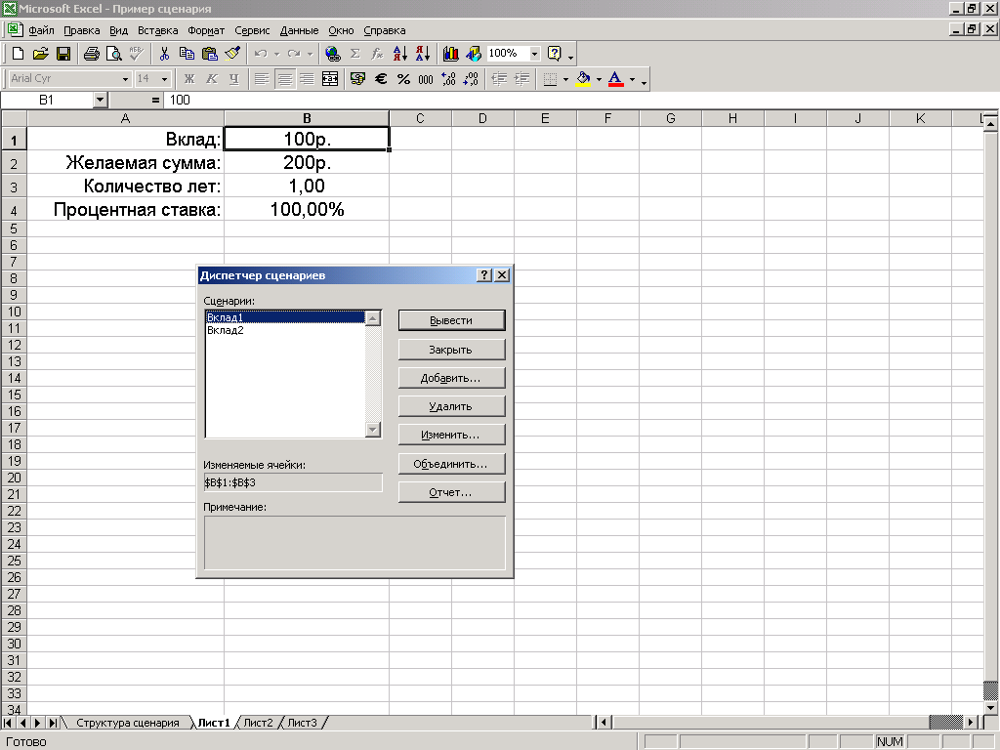 Microsoft Excel - Пример сценария
Файл Правка Вид Вставка Формат Сервис Данные Окно Справка
100%
Arial Cyr 14 Ж К Ч € % 000
B1 = 100
A B C D E F G H I J K L
1 Вклад: 100р.
2 Желаемая сумма: 200р.
3 Количество лет: 1,00
4 Процентная ставка: 100,00%
5
6
7
8
9
10
11
12
13
14
15
16
17
18
19
20
21
22
23
24
25
26
27
28
29
30
31
32
33
34
Диспетчер сценариев
Сценарии:
Вклад1
Вклад2
Вывести
Закрыть
Добавить...
Удалить
Изменить...
Объединить...
Отчет...
Изменяемые ячейки:
$B$1:$B$3
Примечание:
Структура сценария Лист1 Лист2 Лист3
Готово NUM